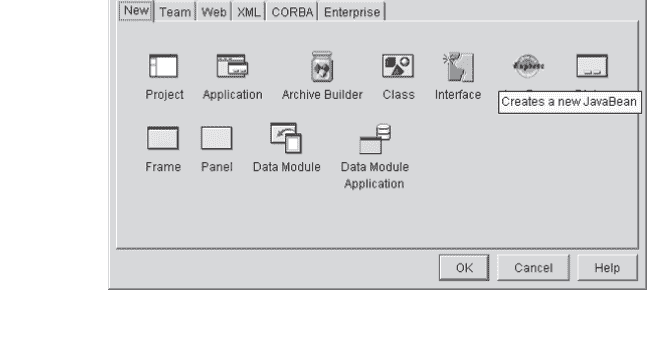 New Team Web XML CORBA Enterprise
Project Application Archive Builder Class Interface
Creates a new JavaBean
Frame Panel Data Module Data Module
Application
OK Cancel Help